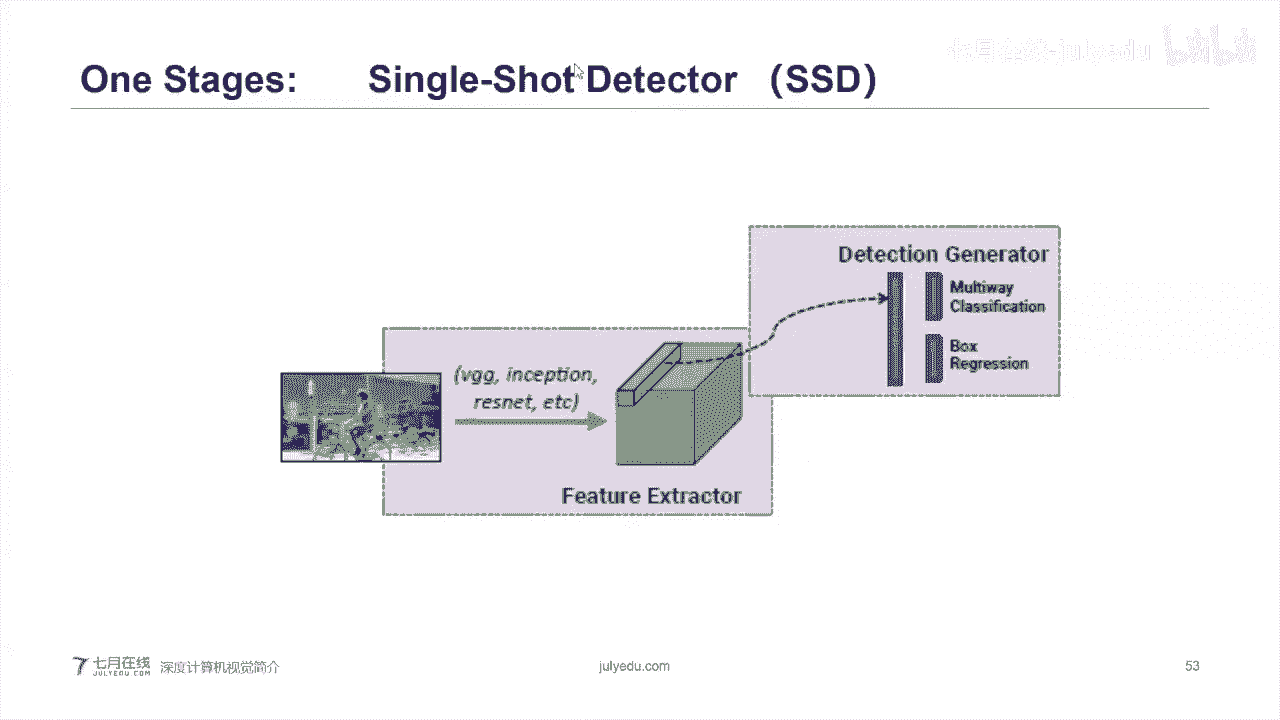 七月在线-julyedu bilibili
One Stages: Single-Shot Detector （SSD）
Detection Generator
Multiway
Classification
Box
Regression
(vgg, inception,
resnet, etc)
Feature Extractor
七月在线
JULYEDU.COM
深度计算机视觉简介
julyedu.com
53